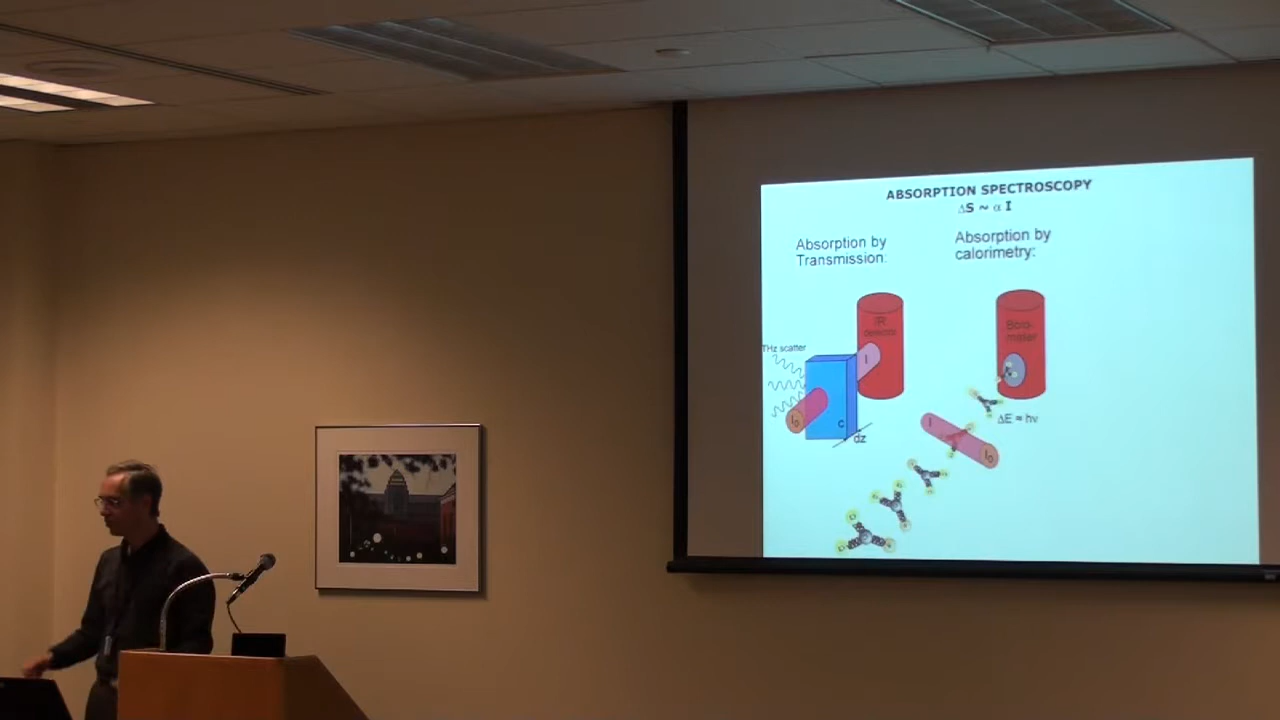 ABSORPTION SPECTROSCOPY
ΔS ~ α I
Absorption by
Transmission:
Absorption by
calorimetry:
IR
detector
Bolo-
meter
THz scatter
I
I₀
c
dz
I
I₀
ΔE = hν